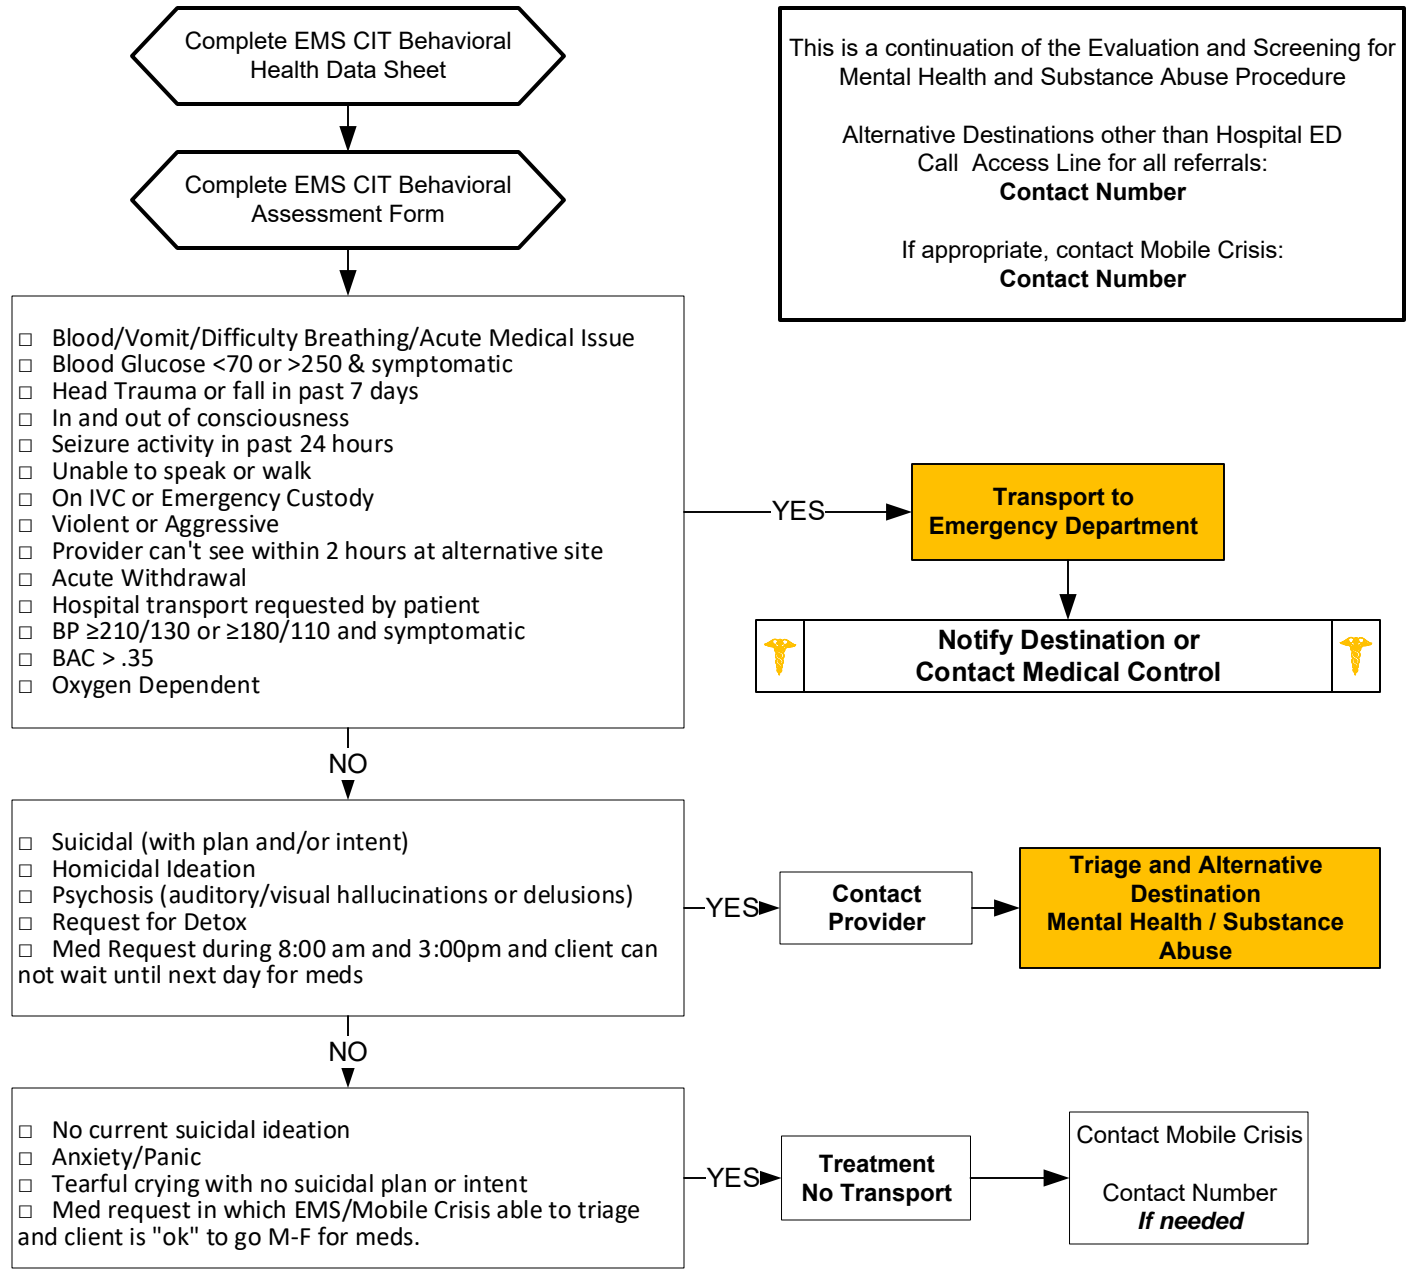 Complete EMS CIT Behavioral
Health Data Sheet
This is a continuation of the Evaluation and Screening for
Mental Health and Substance Abuse Procedure
Alternative Destinations other than Hospital ED
Call  Access Line for all referrals:
Contact Number
If appropriate, contact Mobile Crisis:
Contact Number
Complete EMS CIT Behavioral
Assessment Form
□ Blood/Vomit/Difficulty Breathing/Acute Medical Issue
□ Blood Glucose <70 or >250 & symptomatic
□ Head Trauma or fall in past 7 days
□ In and out of consciousness
□ Seizure activity in past 24 hours
□ Unable to speak or walk
□ On IVC or Emergency Custody
□ Violent or Aggressive
□ Provider can't see within 2 hours at alternative site
□ Acute Withdrawal
□ Hospital transport requested by patient
□ BP ≥210/130 or ≥180/110 and symptomatic
□ BAC > .35
□ Oxygen Dependent
YES
Transport to
Emergency Department
Notify Destination or
Contact Medical Control
NO
□ Suicidal (with plan and/or intent)
□ Homicidal Ideation
□ Psychosis (auditory/visual hallucinations or delusions)
□ Request for Detox
□ Med Request during 8:00 am and 3:00pm and client can
not wait until next day for meds
YES
Contact
Provider
Triage and Alternative
Destination
Mental Health / Substance
Abuse
NO
□ No current suicidal ideation
□ Anxiety/Panic
□ Tearful crying with no suicidal plan or intent
□ Med request in which EMS/Mobile Crisis able to triage
and client is "ok" to go M-F for meds.
YES
Treatment
No Transport
Contact Mobile Crisis
Contact Number
If needed